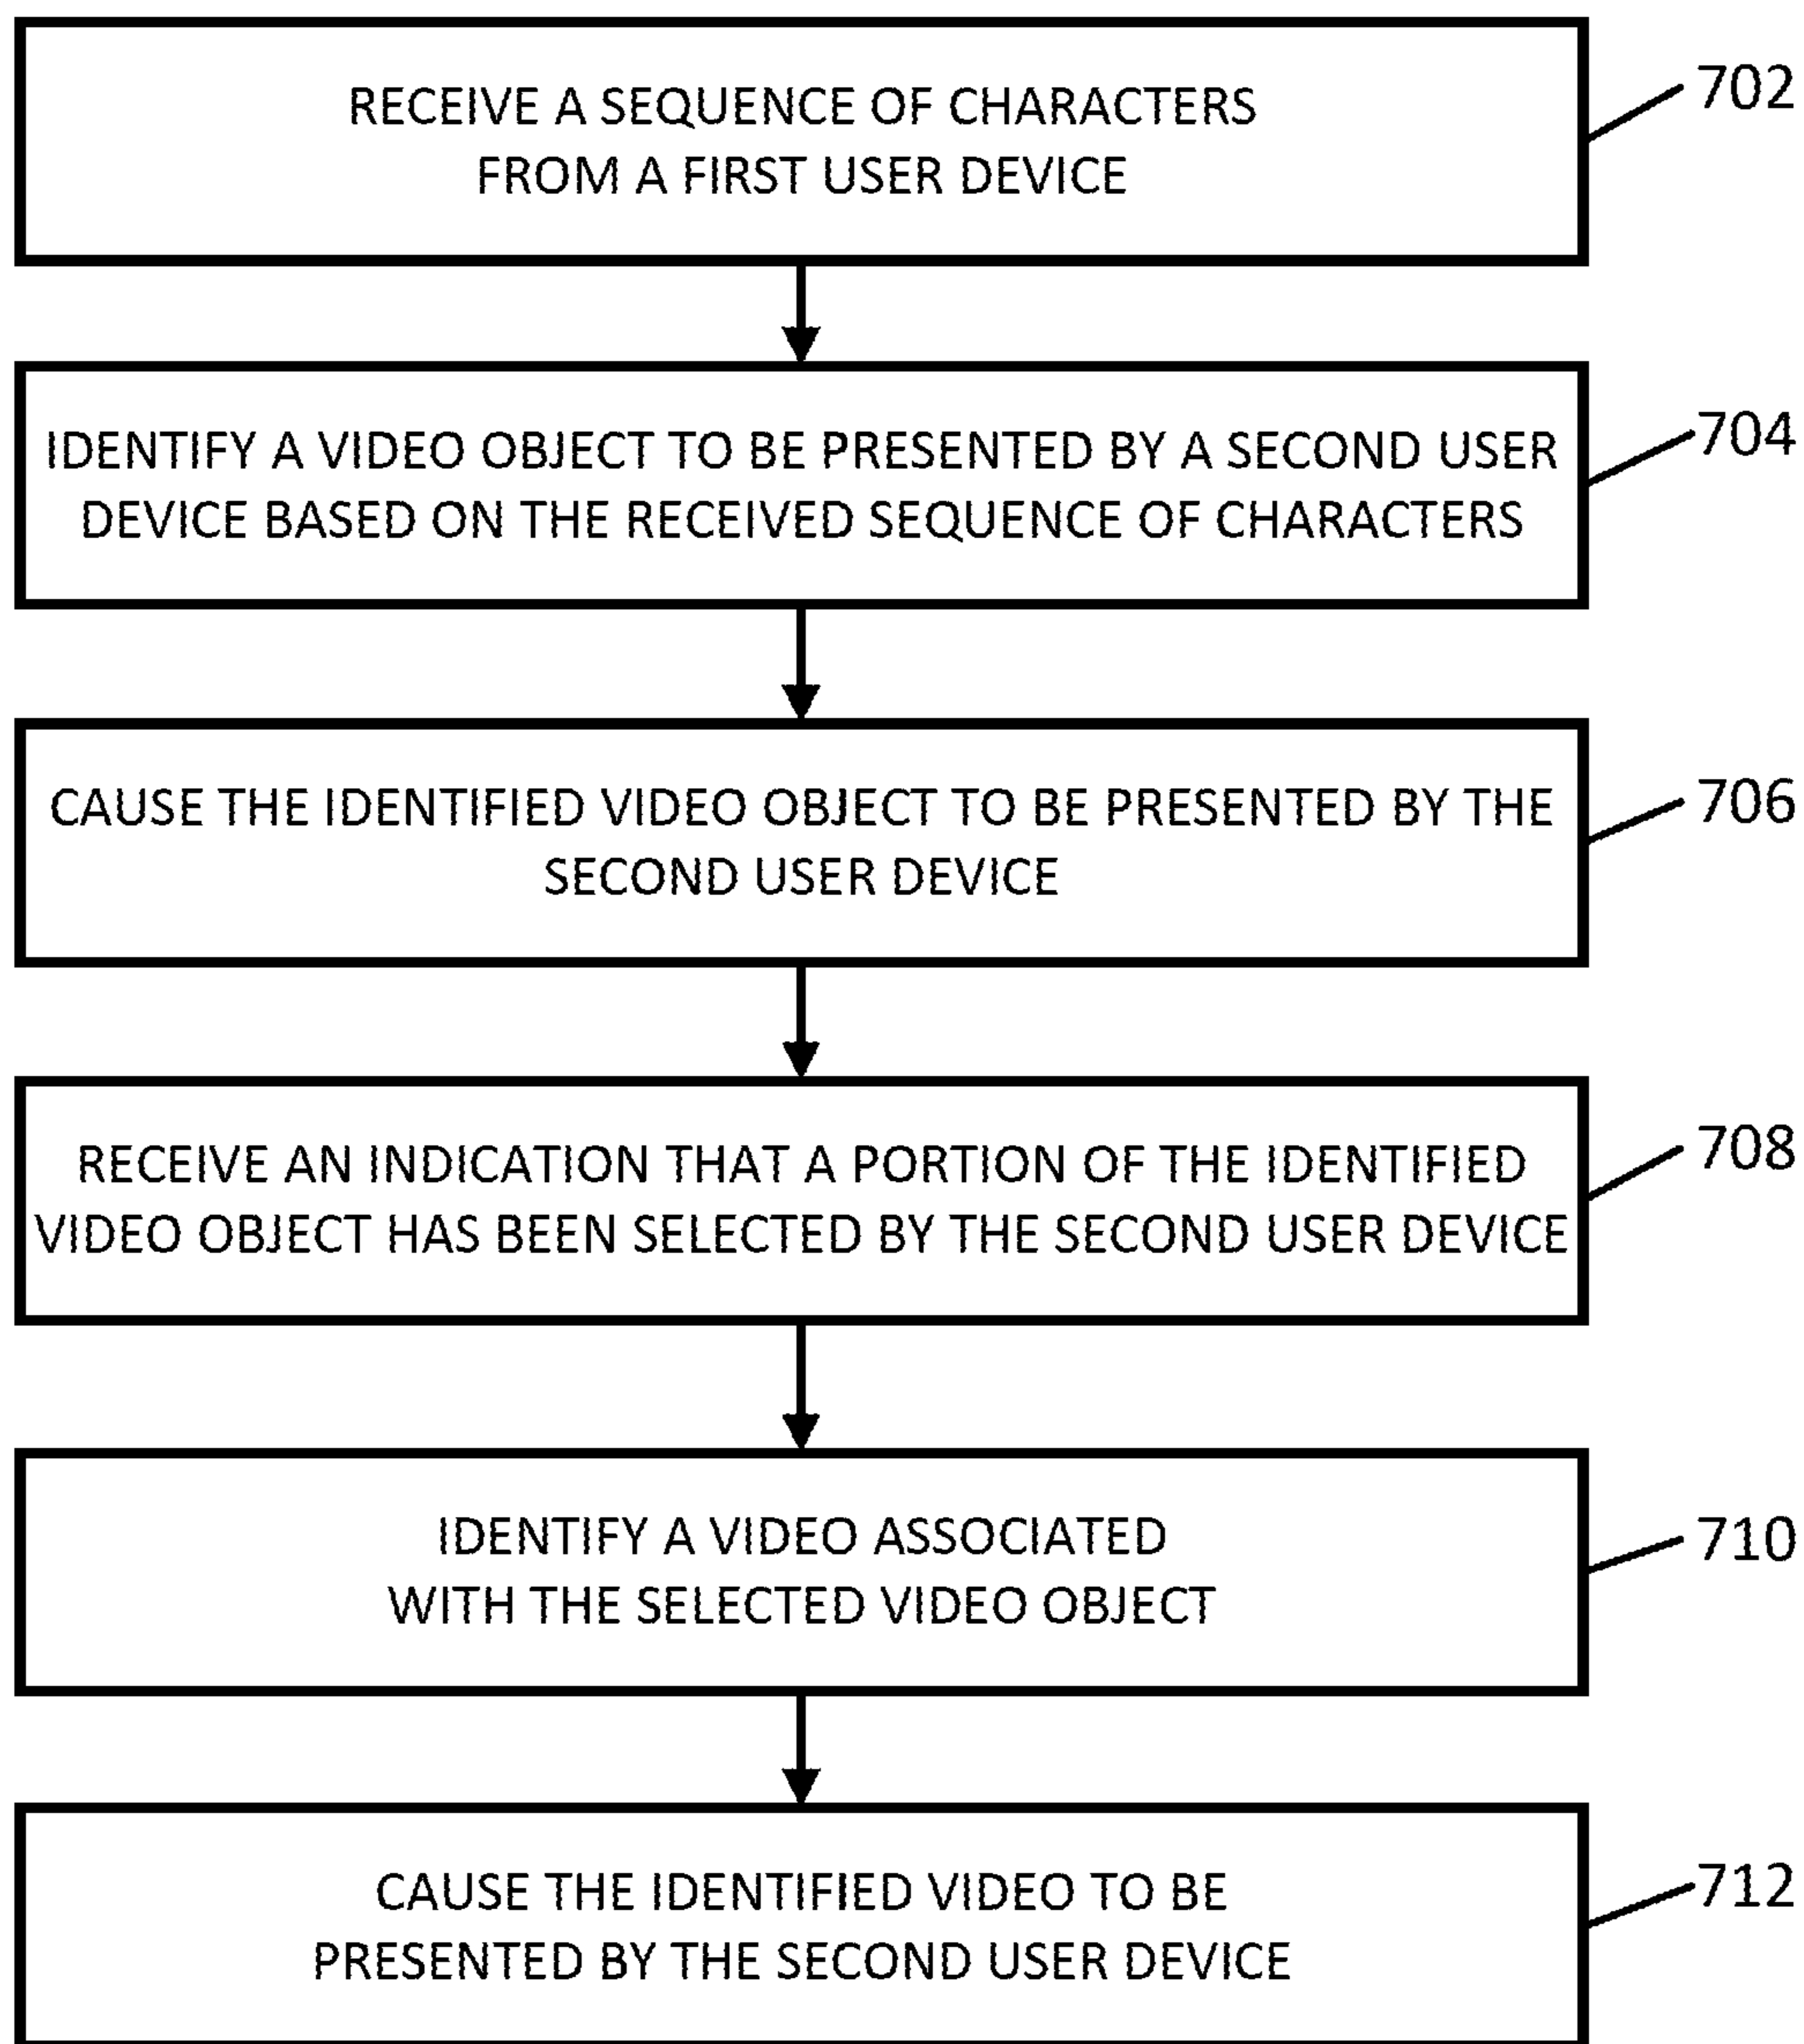 RECEIVE A SEQUENCE OF CHARACTERS
FROM A FIRST USER DEVICE
702
IDENTIFY A VIDEO OBJECT TO BE PRESENTED BY A SECOND USER
DEVICE BASED ON THE RECEIVED SEQUENCE OF CHARACTERS
704
CAUSE THE IDENTIFIED VIDEO OBJECT TO BE PRESENTED BY THE
SECOND USER DEVICE
706
RECEIVE AN INDICATION THAT A PORTION OF THE IDENTIFIED
VIDEO OBJECT HAS BEEN SELECTED BY THE SECOND USER DEVICE
708
IDENTIFY A VIDEO ASSOCIATED
WITH THE SELECTED VIDEO OBJECT
710
CAUSE THE IDENTIFIED VIDEO TO BE
PRESENTED BY THE SECOND USER DEVICE
712